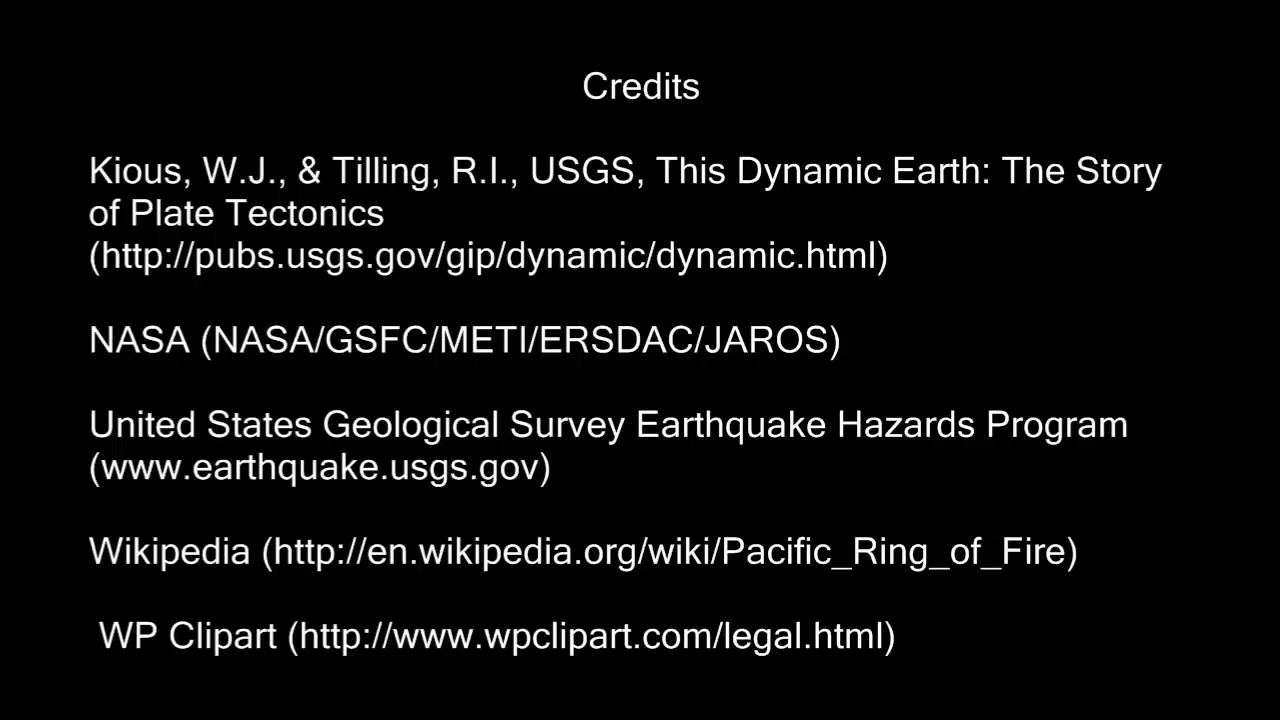 Credits
Kious, W.J., & Tilling, R.I., USGS, This Dynamic Earth: The Story
of Plate Tectonics
(http://pubs.usgs.gov/gip/dynamic/dynamic.html)
NASA (NASA/GSFC/METI/ERSDAC/JAROS)
United States Geological Survey Earthquake Hazards Program
(www.earthquake.usgs.gov)
Wikipedia (http://en.wikipedia.org/wiki/Pacific_Ring_of_Fire)
WP Clipart (http://www.wpclipart.com/legal.html)